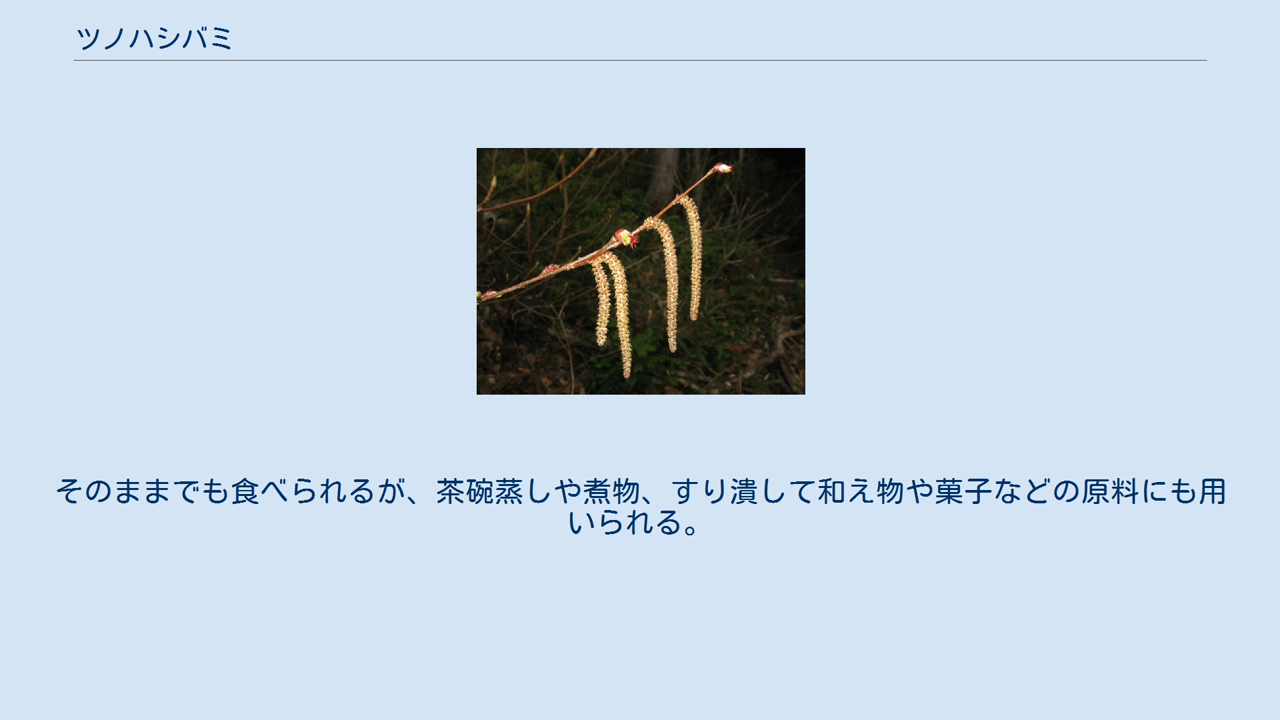 ツノハシバミ
そのままでも食べられるが、茶碗蒸しや煮物、すり潰して和え物や菓子などの原料にも用
いられる。